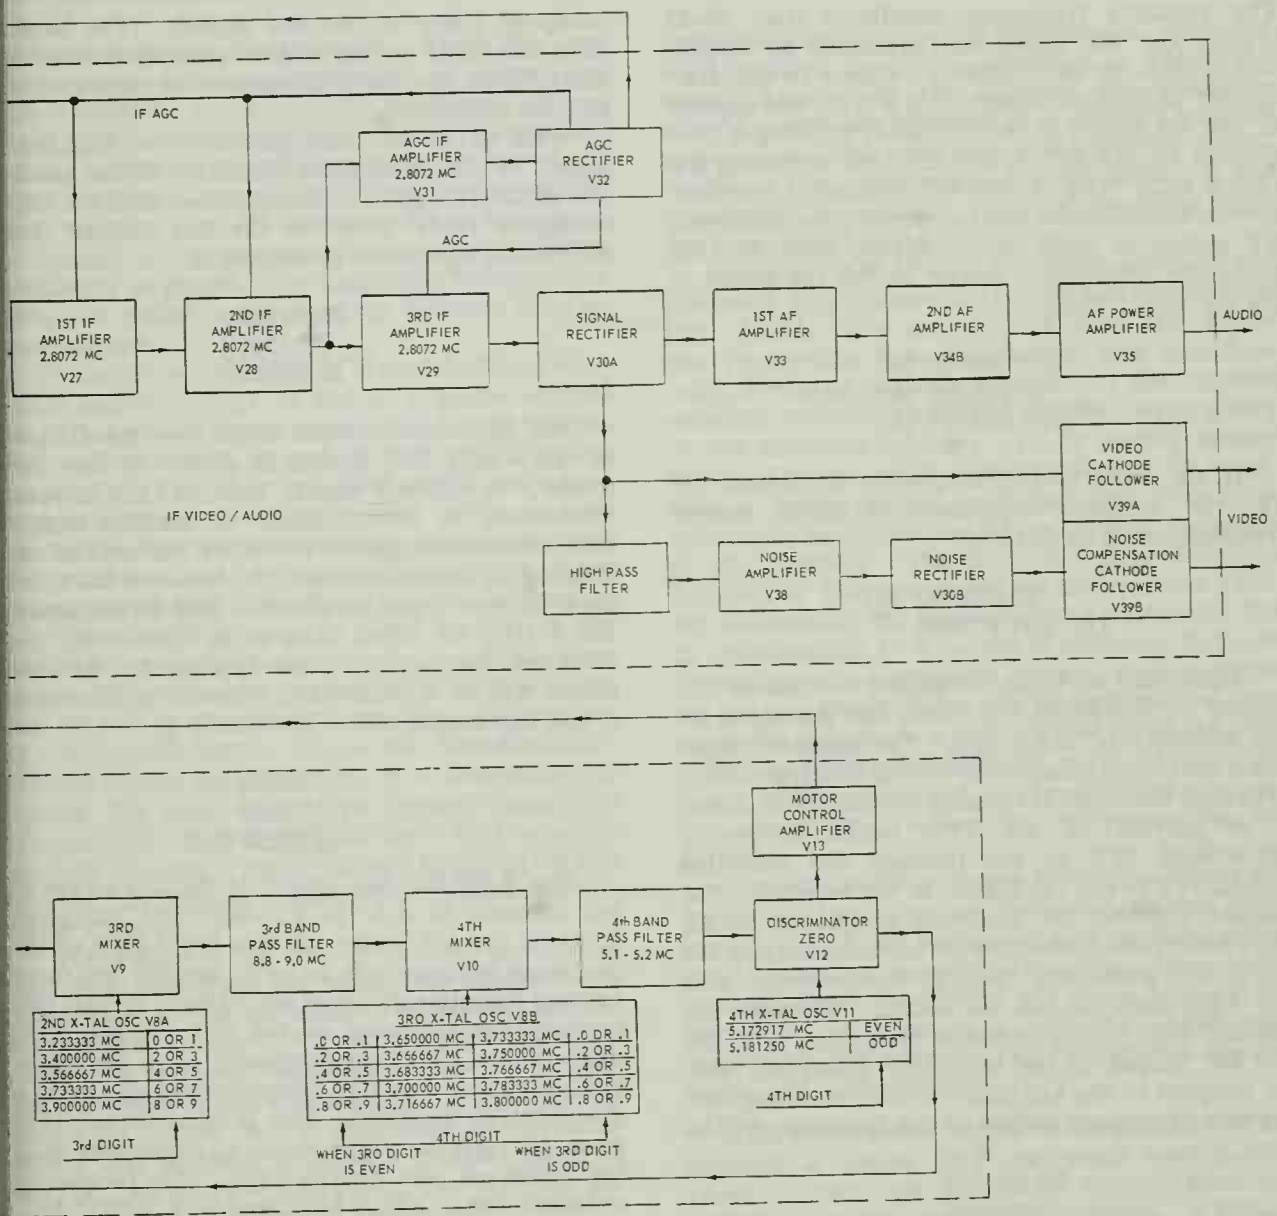 IF AGC
AGC IF
AMPLIFIER
2.8072 MC
V31
AGC
RECTIFIER
V32
AGC
1ST IF
AMPLIFIER
2.8072 MC
V27
2ND IF
AMPLIFIER
2.8072 MC
V28
3RD IF
AMPLIFIER
2.8072 MC
V29
SIGNAL
RECTIFIER
V30A
1ST AF
AMPLIFIER
V33
2ND AF
AMPLIFIER
V34B
AF POWER
AMPLIFIER
V35
AUDIO
VIDEO
CATHODE
FOLLOWER
V39A
IF VIDEO / AUDIO
VIDEO
HIGH PASS
FILTER
NOISE
AMPLIFIER
V38
NOISE
RECTIFIER
V30B
NOISE
COMPENSATION
CATHODE
FOLLOWER
V39B
MOTOR
CONTROL
AMPLIFIER
V13
3RD
MIXER
V9
3rd BAND
PASS FILTER
8.8 - 9.0 MC
4TH
MIXER
V10
4th BAND
PASS FILTER
5.1 - 5.2 MC
DISCRIMINATOR
ZERO
V12
2ND X-TAL OSC V8A
3.233333 MC 0 OR 1
3.400000 MC 2 OR 3
3.566667 MC 4 OR 5
3.733333 MC 6 OR 7
3.900000 MC 8 OR 9
3rd DIGIT
3RO X-TAL OSC V8B
.0 OR .1 3.650000 MC 3.733333 MC .0 OR .1
.2 OR .3 3.666667 MC 3.750000 MC .2 OR .3
.4 OR .5 3.683333 MC 3.766667 MC .4 OR .5
.6 OR .7 3.700000 MC 3.783333 MC .6 OR .7
.8 OR .9 3.716667 MC 3.800000 MC .8 OR .9
4TH DIGIT
WHEN 3RO DIGIT
IS EVEN
WHEN 3RD DIGIT
IS ODD
4TH X-TAL OSC V11
5.172917 MC EVEN
5.181250 MC ODD
4TH DIGIT